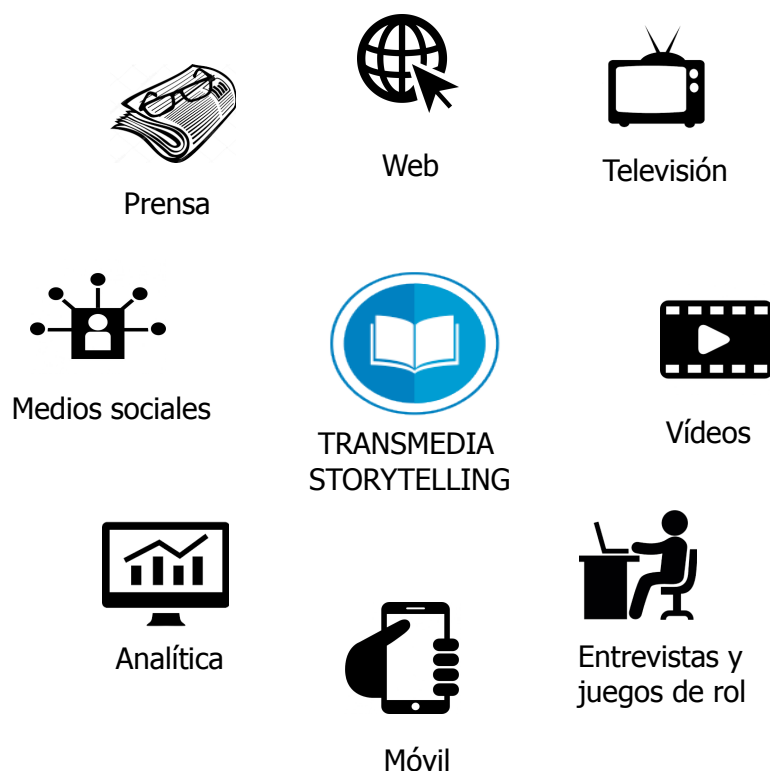 Prensa
Web
Televisión
Medios sociales
TRANSMEDIA
STORYTELLING
Vídeos
Analítica
Móvil
Entrevistas y
juegos de rol